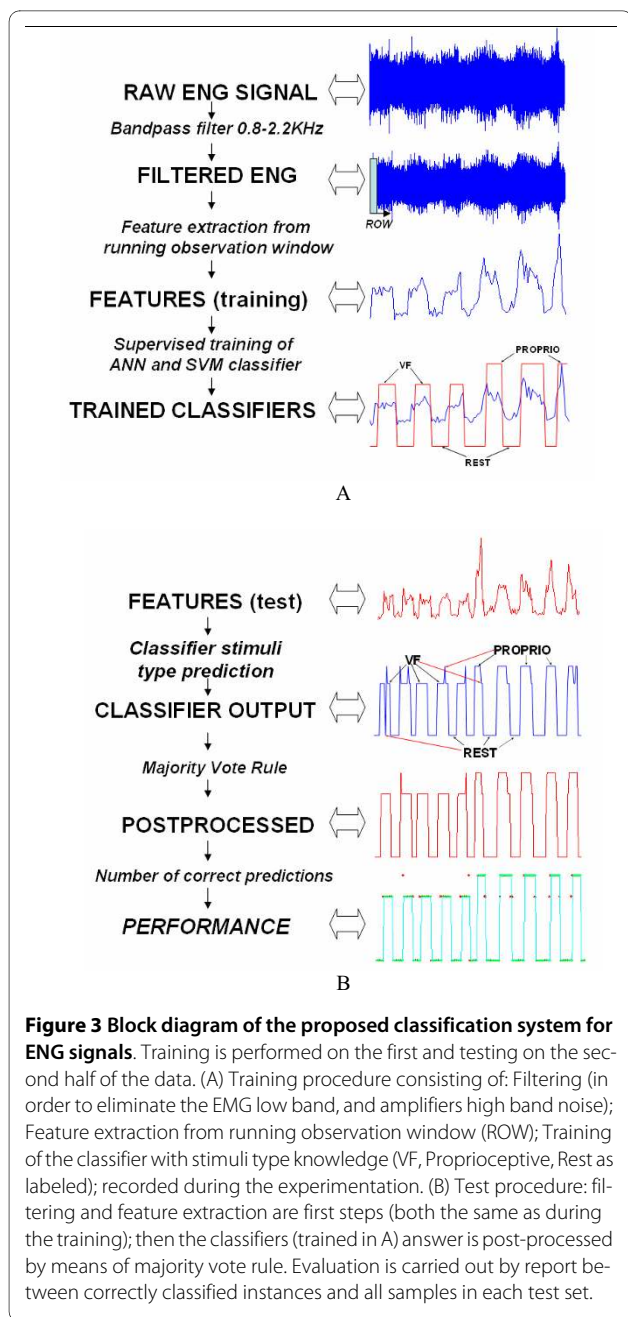 RAW ENG SIGNAL
Bandpass filter 0.8-2.2KHz
FILTERED ENG
ROW
Feature extraction from
running observation window
FEATURES (training)
Supervised training of
ANN and SVM classifier
PROPRIO
VF
TRAINED CLASSIFIERS
REST
A
FEATURES (test)
Classifier stimuli
type prediction
VF
PROPRIO
CLASSIFIER OUTPUT
REST
Majority Vote Rule
POSTPROCESSED
Number of correct predictions
PERFORMANCE
B
Figure 3 Block diagram of the proposed classification system for
ENG signals. Training is performed on the first and testing on the sec-
ond half of the data. (A) Training procedure consisting of: Filtering (in
order to eliminate the EMG low band, and amplifiers high band noise);
Feature extraction from running observation window (ROW); Training
of the classifier with stimuli type knowledge (VF, Proprioceptive, Rest as
labeled); recorded during the experimentation. (B) Test procedure: fil-
tering and feature extraction are first steps (both the same as during
the training); then the classifiers (trained in A) answer is post-processed
by means of majority vote rule. Evaluation is carried out by report be-
tween correctly classified instances and all samples in each test set.